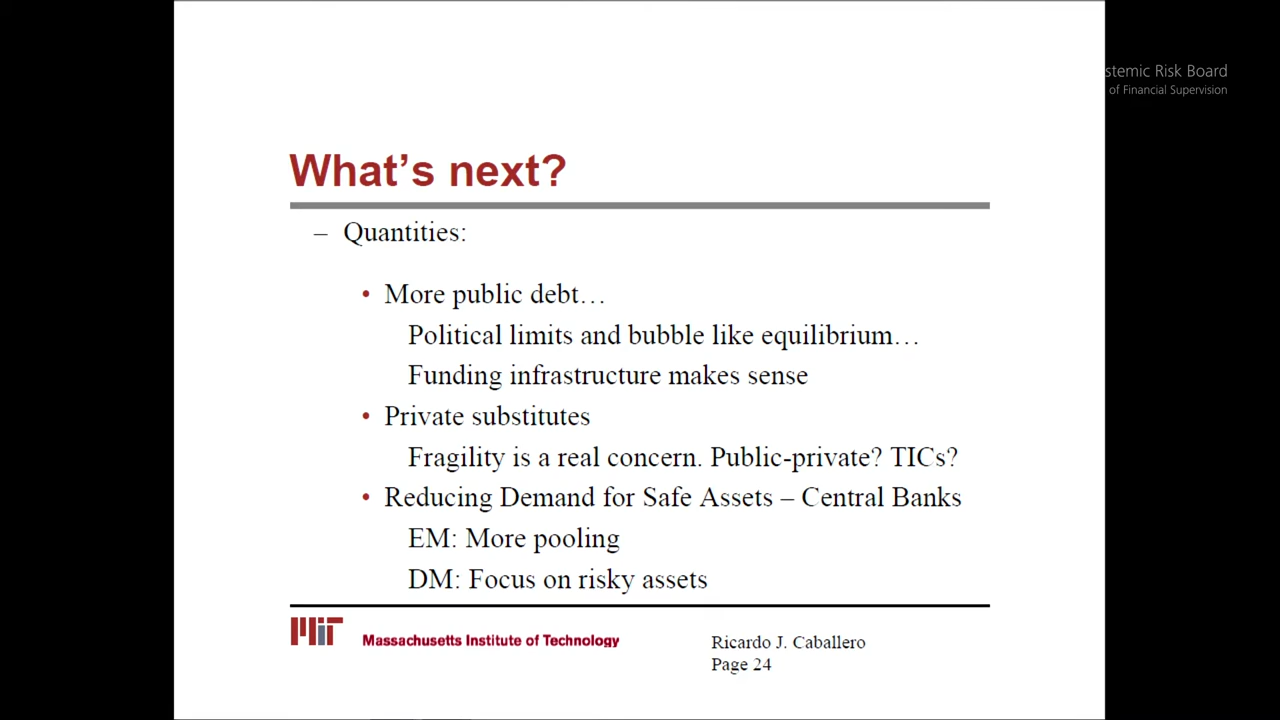 stemic Risk Board
of Financial Supervision
What’s next?
– Quantities:
• More public debt…
Political limits and bubble like equilibrium…
Funding infrastructure makes sense
• Private substitutes
Fragility is a real concern. Public-private? TICs?
• Reducing Demand for Safe Assets – Central Banks
EM: More pooling
DM: Focus on risky assets
MIT Massachusetts Institute of Technology
Ricardo J. Caballero
Page 24